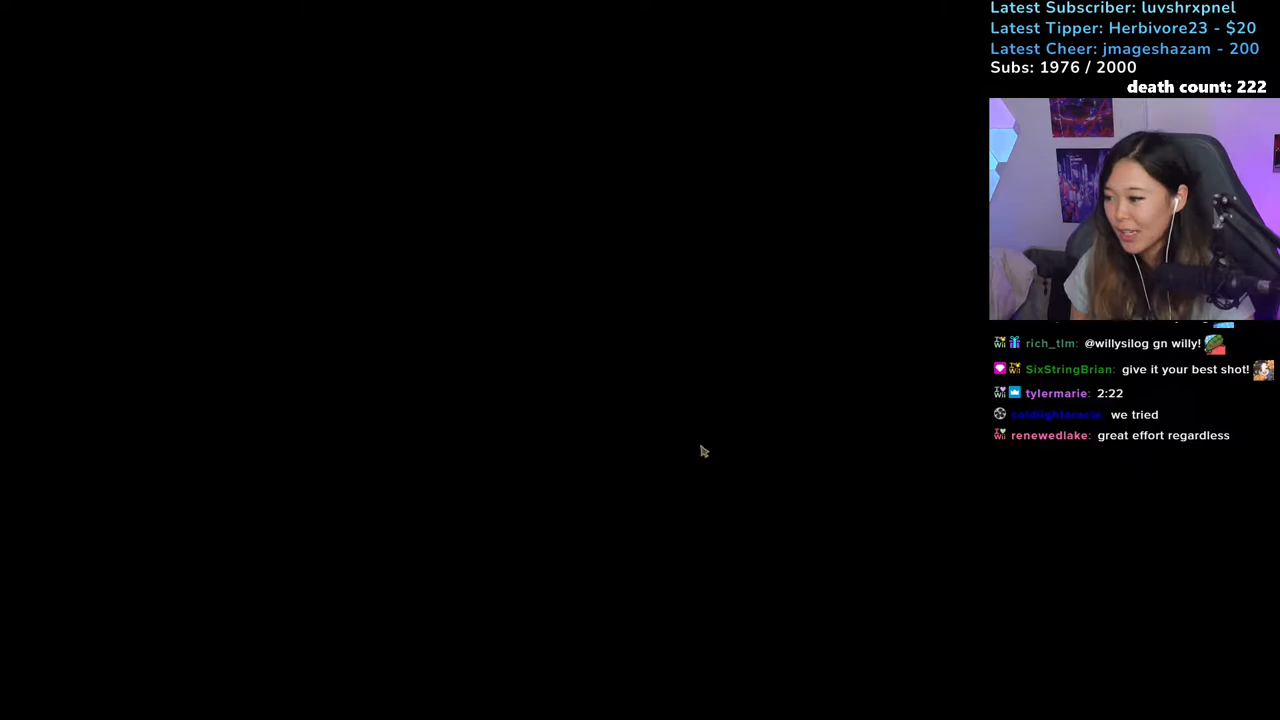 Latest Subscriber: luvshrxpnel
Latest Tipper: Herbivore23 - $20
Latest Cheer: jmageshazam - 200
Subs: 1976 / 2000
death count: 222
rich_tlm: @willysilog gn willy!
SixStringBrian: give it your best shot!
tylermarie: 2:22
we tried
renewedlake: great effort regardless